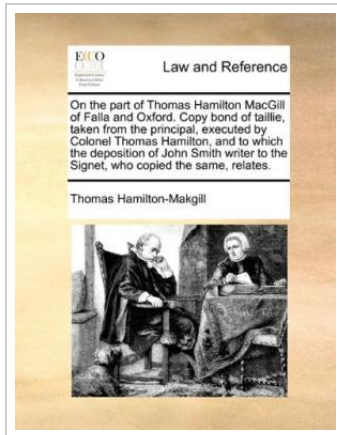 ECCO
Law and Reference
On the part of Thomas Hamilton MacGill
of Falla and Oxford. Copy bond of taillie,
taken from the principal, executed by
Colonel Thomas Hamilton, and to which
the deposition of John Smith writer to the
Signet, who copied the same, relates.
Thomas Hamilton-Makgill